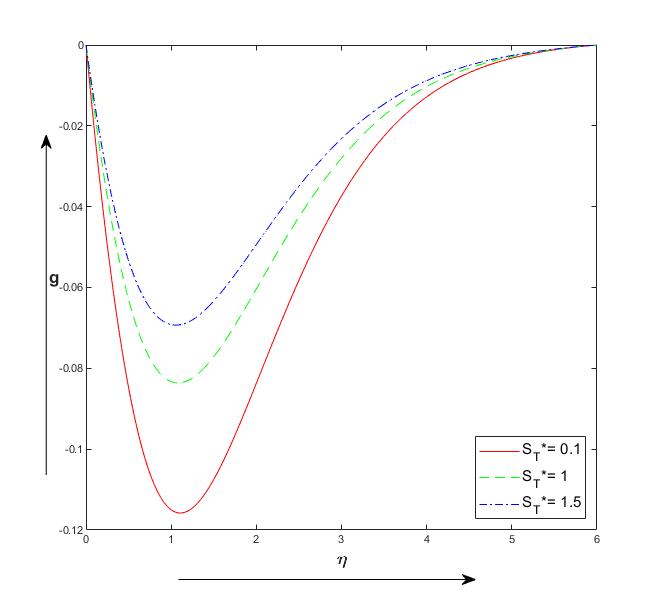 0
-0.02
-0.04
g
-0.06
-0.08
-0.1
-0.12
S_T*= 0.1
S_T*= 1
S_T*= 1.5
0 1 2 3 4 5 6
η